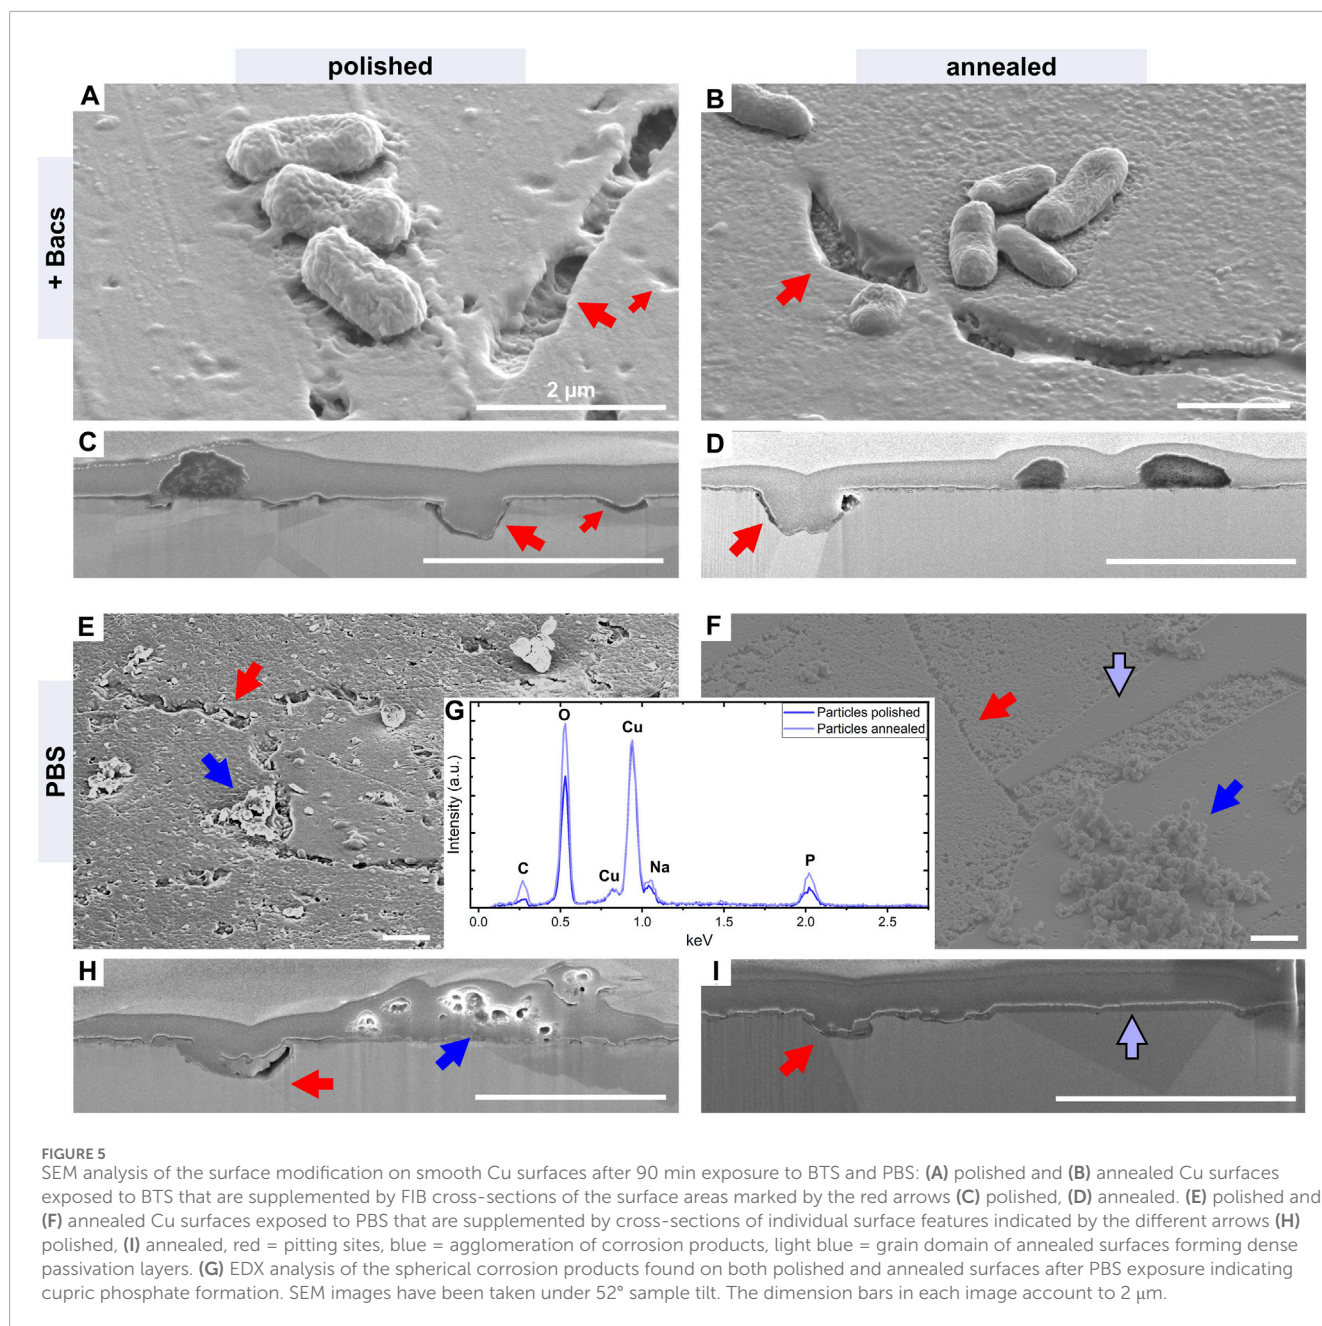 polished
annealed
+ Bacs
A
2 µm
B
C
D
PBS
E
F
G
Particles polished
Particles annealed
O
Cu
C
Cu
Na
P
Intensity (a.u.)
0.0 0.5 1.0 1.5 2.0 2.5
keV
H
I
FIGURE 5
SEM analysis of the surface modification on smooth Cu surfaces after 90 min exposure to BTS and PBS: (A) polished and (B) annealed Cu surfaces
exposed to BTS that are supplemented by FIB cross-sections of the surface areas marked by the red arrows (C) polished, (D) annealed. (E) polished and
(F) annealed Cu surfaces exposed to PBS that are supplemented by cross-sections of individual surface features indicated by the different arrows (H)
polished, (I) annealed, red = pitting sites, blue = agglomeration of corrosion products, light blue = grain domain of annealed surfaces forming dense
passivation layers. (G) EDX analysis of the spherical corrosion products found on both polished and annealed surfaces after PBS exposure indicating
cupric phosphate formation. SEM images have been taken under 52° sample tilt. The dimension bars in each image account to 2 μm.